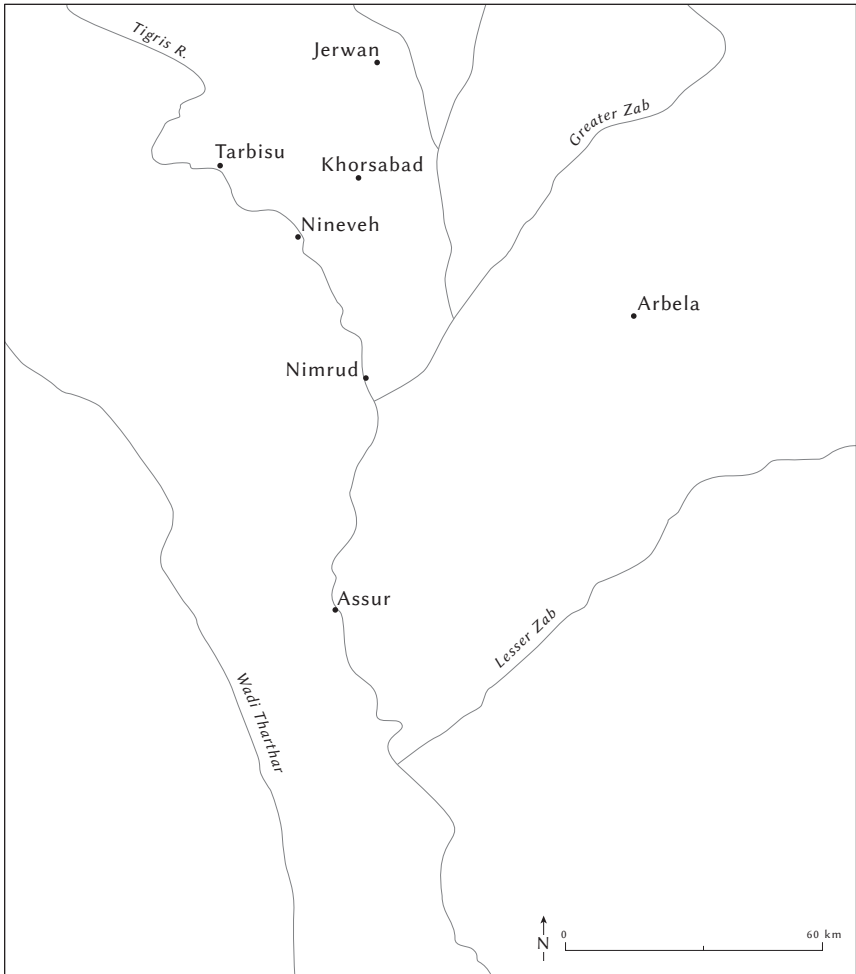 Tigris R.
Jerwan
Greater Zab
Tarbisu
Khorsabad
Nineveh
Arbela
Nimrud
Assur
Lesser Zab
Wadi Tharthar
N
0
60 km